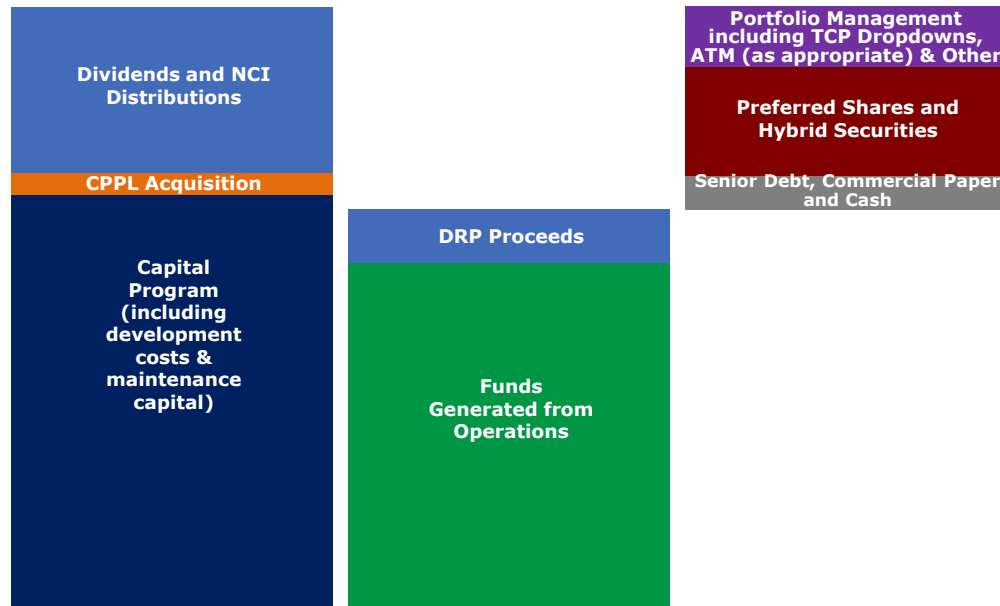 Dividends and NCI
Distributions
CPPL Acquisition
Capital
Program
(including
development
costs &
maintenance
capital)
DRP Proceeds
Funds
Generated from
Operations
Portfolio Management
including TCP Dropdowns,
ATM (as appropriate) & Other
Preferred Shares and
Hybrid Securities
Senior Debt, Commercial Paper
and Cash